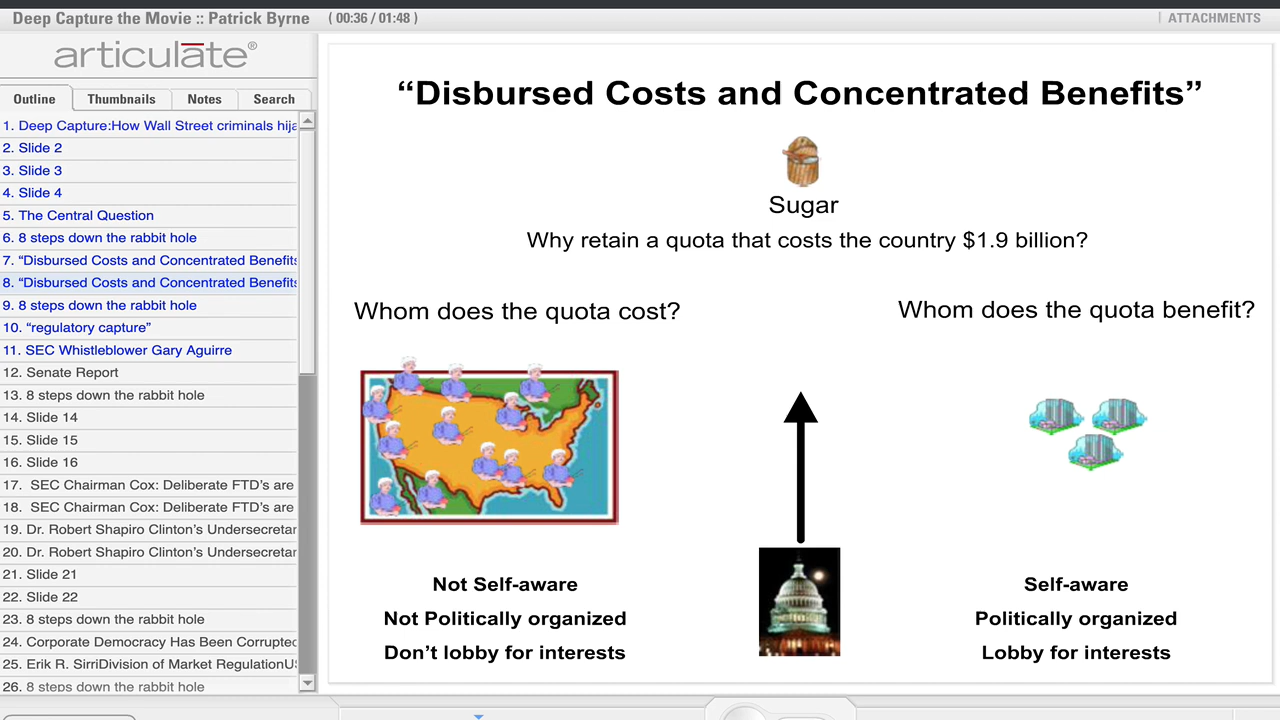 Deep Capture the Movie :: Patrick Byrne ( 00:36 / 01:48 ) ATTACHMENTS
articulate®
Outline Thumbnails Notes Search
1. Deep Capture:How Wall Street criminals hija
2. Slide 2
3. Slide 3
4. Slide 4
5. The Central Question
6. 8 steps down the rabbit hole
7. “Disbursed Costs and Concentrated Benefits
8. “Disbursed Costs and Concentrated Benefits
9. 8 steps down the rabbit hole
10. “regulatory capture”
11. SEC Whistleblower Gary Aguirre
12. Senate Report
13. 8 steps down the rabbit hole
14. Slide 14
15. Slide 15
16. Slide 16
17. SEC Chairman Cox: Deliberate FTD's are
18. SEC Chairman Cox: Deliberate FTD's are
19. Dr. Robert Shapiro Clinton's Undersecretar
20. Dr. Robert Shapiro Clinton's Undersecretar
21. Slide 21
22. Slide 22
23. 8 steps down the rabbit hole
24. Corporate Democracy Has Been Corrupted
25. Erik R. SirriDivision of Market RegulationU
26. 8 steps down the rabbit hole
“Disbursed Costs and Concentrated Benefits”
Sugar
Why retain a quota that costs the country $1.9 billion?
Whom does the quota cost?
Whom does the quota benefit?
Not Self-aware
Not Politically organized
Don’t lobby for interests
Self-aware
Politically organized
Lobby for interests